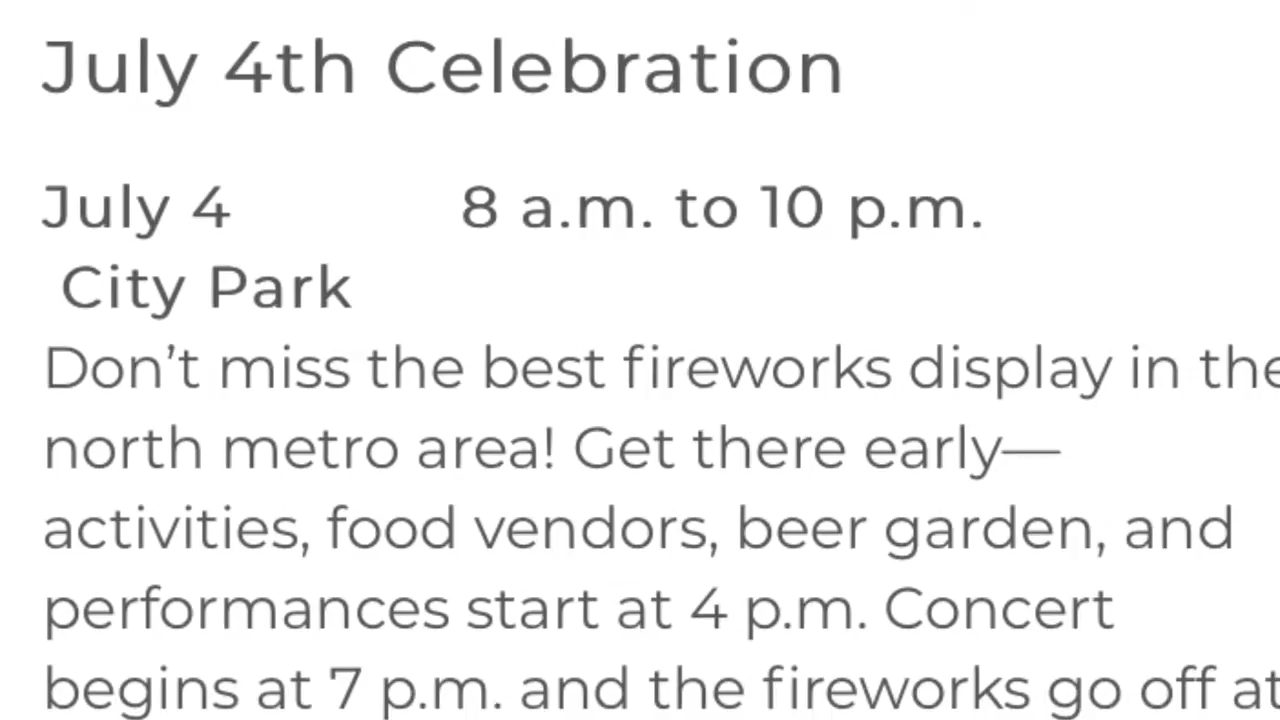 July 4th Celebration
July 4 8 a.m. to 10 p.m.
City Park
Don’t miss the best fireworks display in the
north metro area! Get there early—
activities, food vendors, beer garden, and
performances start at 4 p.m. Concert
begins at 7 p.m. and the fireworks go off at